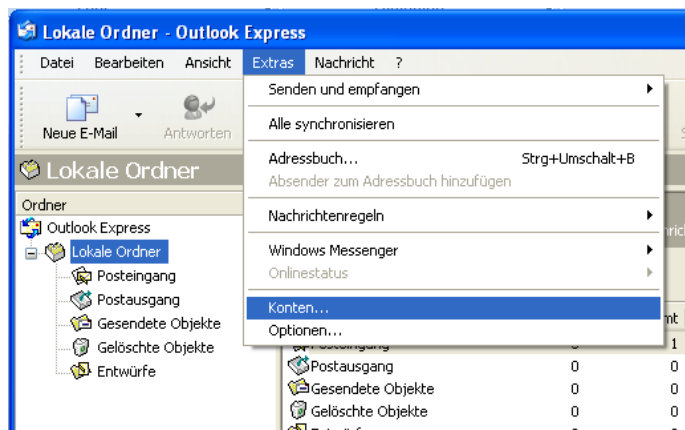 Lokale Ordner - Outlook Express
Datei Bearbeiten Ansicht Extras Nachricht ?
Neue E-Mail Antworten
Lokale Ordner
Ordner
Outlook Express
Lokale Ordner
Posteingang
Postausgang
Gesendete Objekte
Gelöschte Objekte
Entwürfe
Senden und empfangen
Alle synchronisieren
Adressbuch... Strg+Umschalt+B
Absender zum Adressbuch hinzufügen
Nachrichtenregeln
Windows Messenger
Onlinestatus
Konten...
Optionen...
1
Postausgang 0 0
Gesendete Objekte 0 0
Gelöschte Objekte 0 0